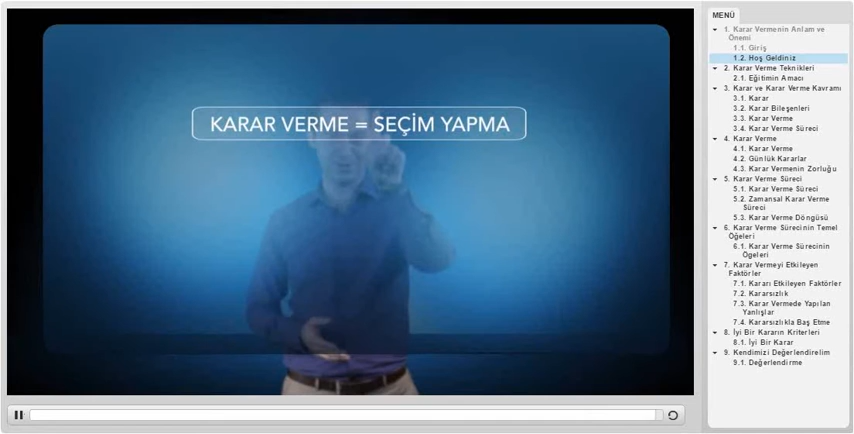 KARAR VERME = SEÇİM YAPMA
MENÜ
1. Karar Vermenin Anlam ve
Önemi
1.1. Giriş
1.2. Hoş Geldiniz
2. Karar Verme Teknikleri
2.1. Eğitimin Amacı
3. Karar ve Karar Verme Kavramı
3.1. Karar
3.2. Karar Bileşenleri
3.3. Karar Verme
3.4. Karar Verme Süreci
4. Karar Verme
4.1. Karar Verme
4.2. Günlük Kararlar
4.3. Karar Vermenin Zorluğu
5. Karar Verme Süreci
5.1. Karar Verme Süreci
5.2. Zamansal Karar Verme
Süreci
5.3. Karar Verme Döngüsü
6. Karar Verme Sürecinin Temel
Öğeleri
6.1. Karar Verme Sürecinin
Ögeleri
7. Karar Vermeyi Etkileyen
Faktörler
7.1. Kararı Etkileyen Faktörler
7.2. Kararsızlık
7.3. Karar Vermede Yapılan
Yanlışlar
7.4. Kararsızlıkla Baş Etme
8. İyi Bir Kararın Kriterleri
8.1. İyi Bir Karar
9. Kendimizi Değerlendirelim
9.1. Değerlendirme